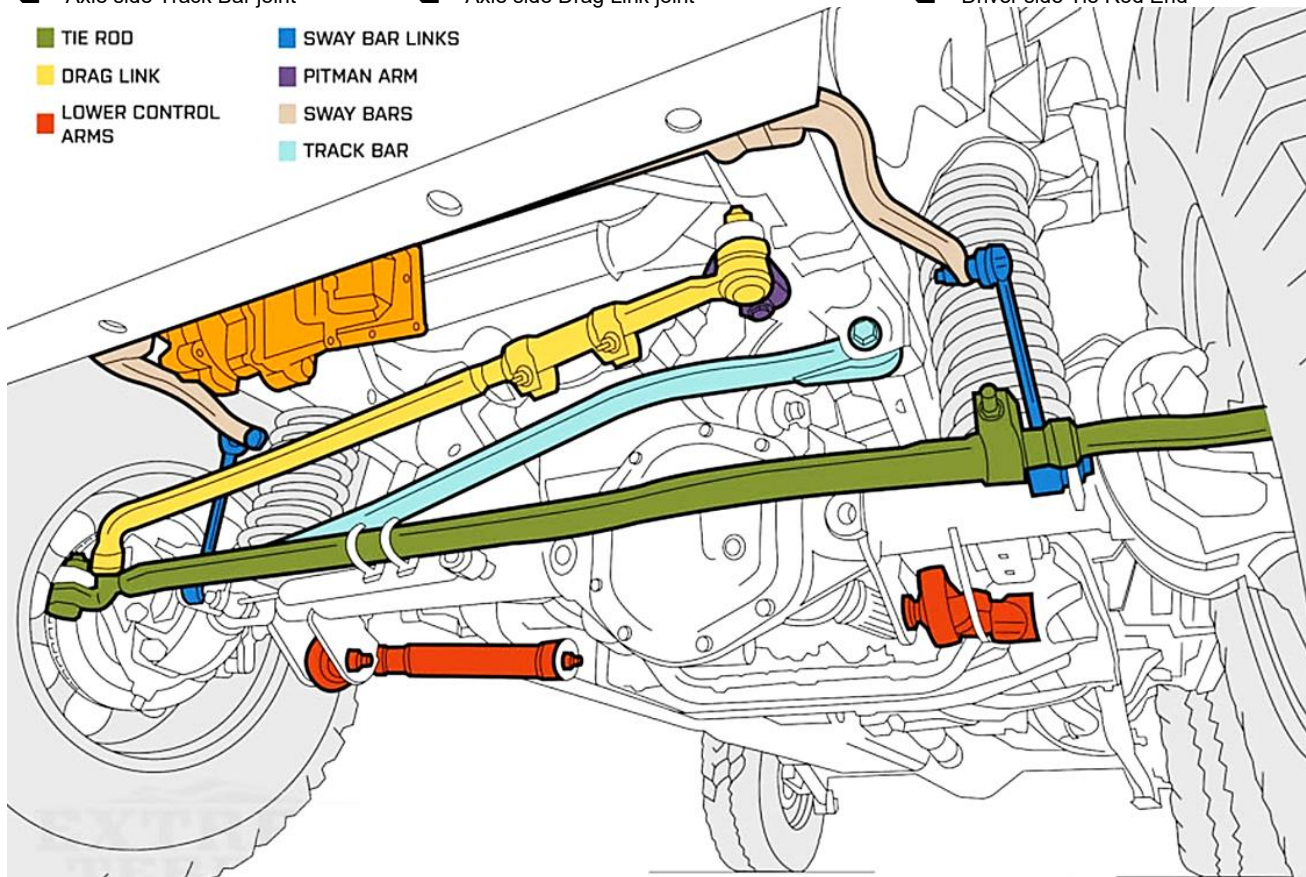 Axle side Track Bar joint
Axle side Drag Link joint
Driver side Tie Rod End
TIE ROD
DRAG LINK
LOWER CONTROL
ARMS
SWAY BAR LINKS
PITMAN ARM
SWAY BARS
TRACK BAR